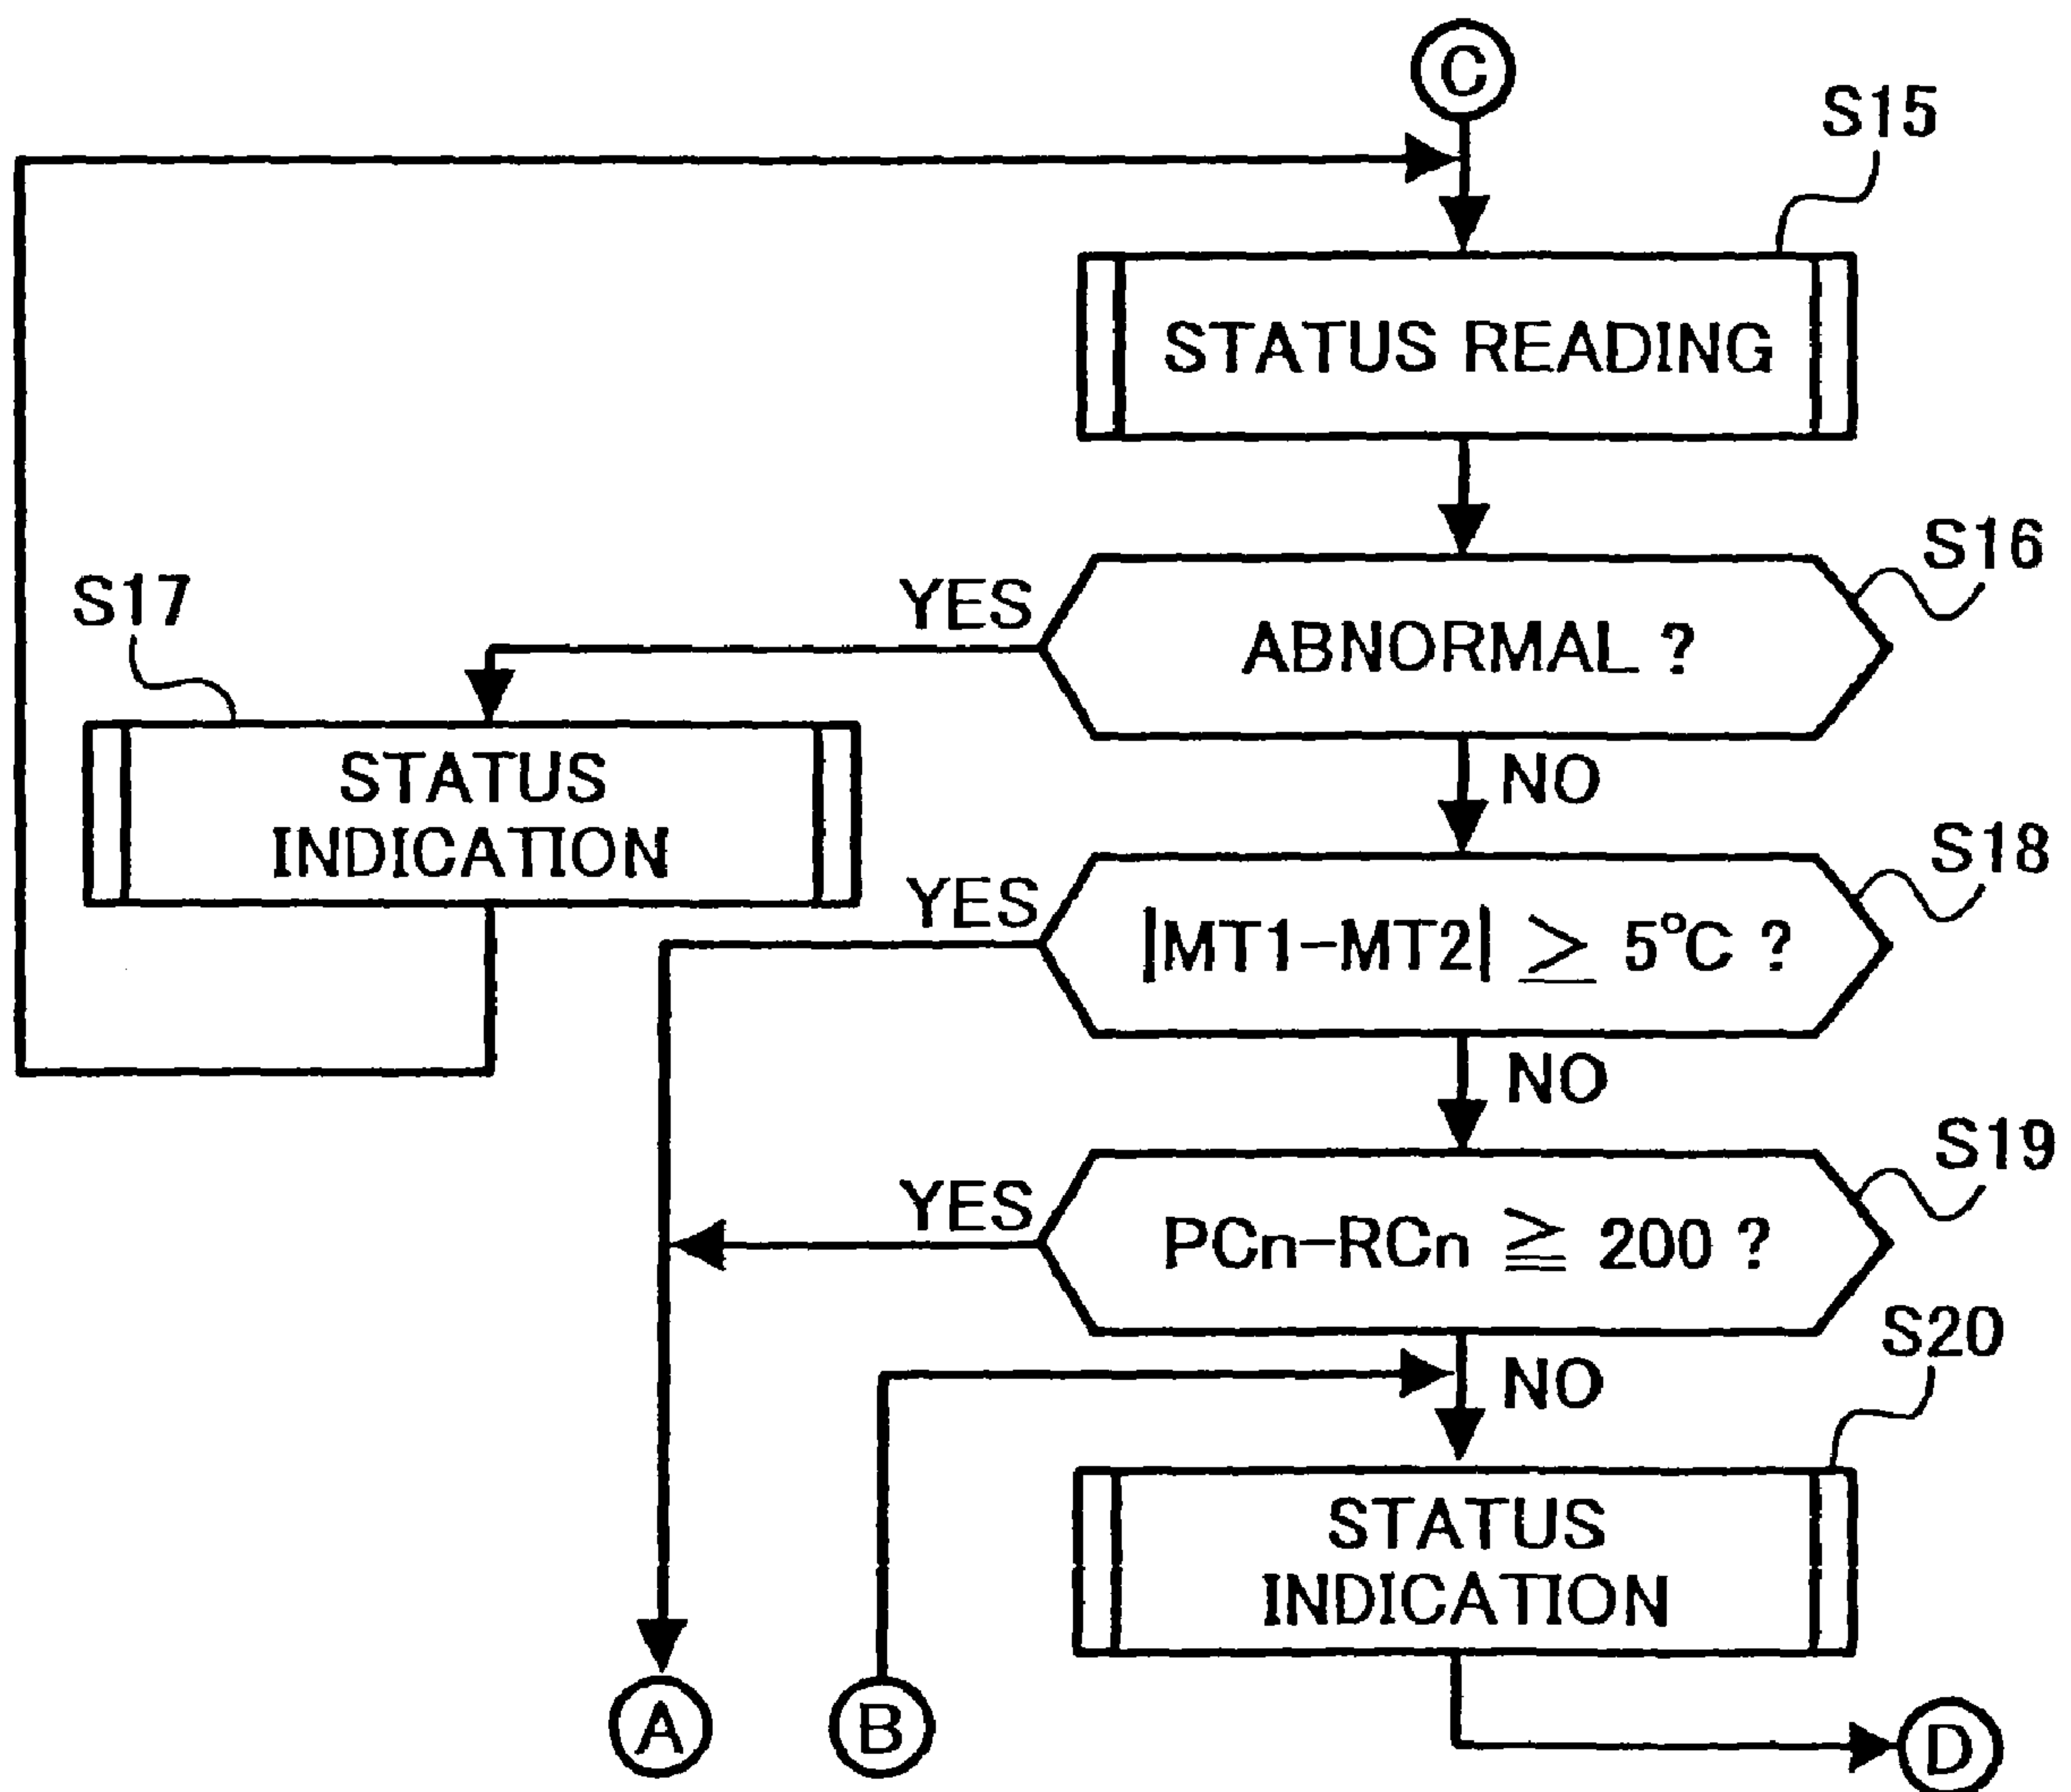 C
S15
STATUS READING
S16
YES
ABNORMAL ?
S17
NO
STATUS
INDICATION
S18
YES
|MT1-MT2| ≥ 5°C ?
NO
S19
YES
PCn-RCn ≧ 200 ?
S20
NO
STATUS
INDICATION
A
B
D